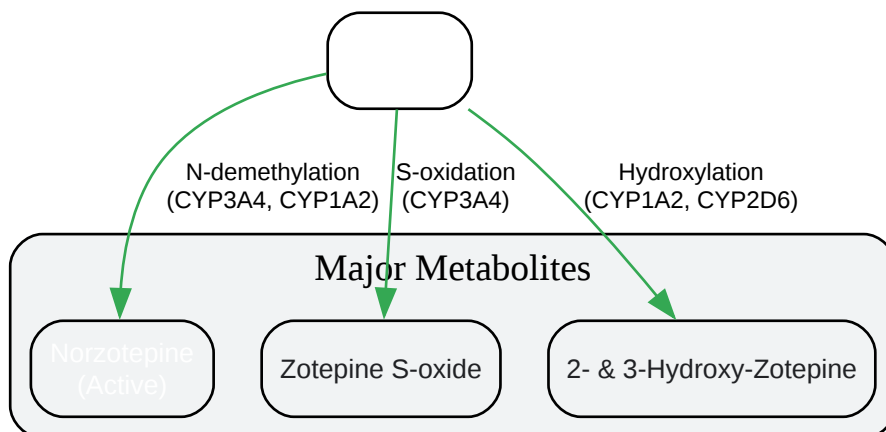 N-demethylation
(CYP3A4, CYP1A2)
S-oxidation
(CYP3A4)
Hydroxylation
(CYP1A2, CYP2D6)
Major Metabolites
Norzotepine
(Active)
Zotepine S-oxide
2- & 3-Hydroxy-Zotepine